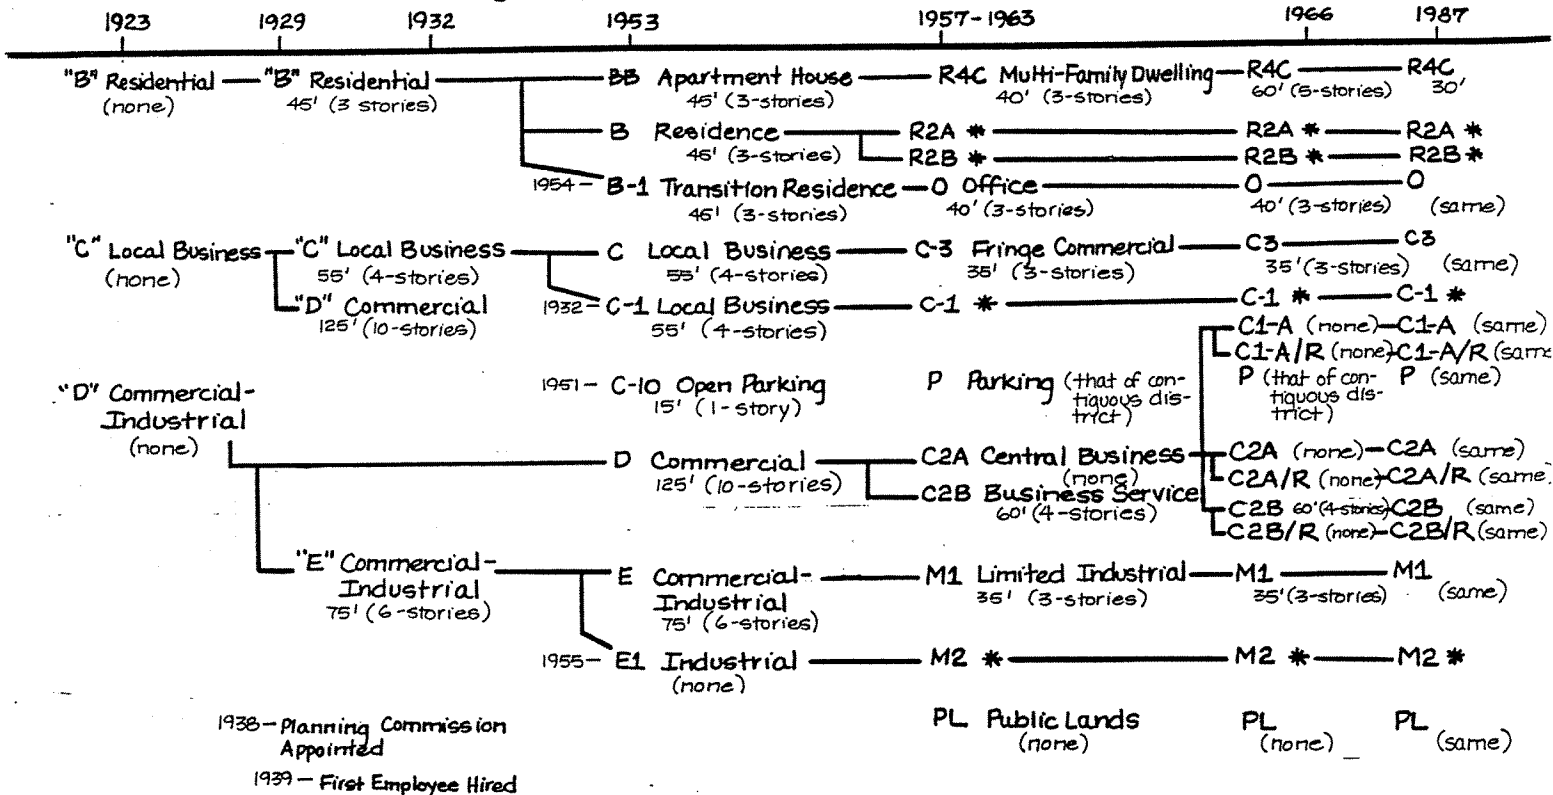 1923 1929 1932 1953 1957-1963 1966 1987
"B" Residential "B" Residential BB Apartment House R4C Multi-Family Dwelling R4C R4C
(none) 45' (3 stories) 45' (3-stories) 40' (3-stories) 60' (5-stories) 30'
B Residence R2A * R2A * R2A *
45' (3-stories) R2B * R2B * R2B *
1954- B-1 Transition Residence O Office O O
45' (3-stories) 40' (3-stories) 40' (3-stories) (same)
"C" Local Business "C" Local Business C Local Business C-3 Fringe Commercial C3 C3
(none) 55' (4-stories) 55' (4-stories) 35' (3-stories) 35' (3-stories) (same)
"D" Commercial 1932- C-1 Local Business C-1 * C-1 * C-1 *
125' (10-stories) 55' (4-stories) C1-A (none) C1-A (same)
C1-A/R (none) C1-A/R (same
"D" Commercial- 1951- C-10 Open Parking P Parking (that of con- P (that of con- P (same)
Industrial 15' (1-story) tiquous dis- tiquous dis-
(none) trict) trict)
D Commercial C2A Central Business C2A (none) C2A (same)
125' (10-stories) (none) C2A/R (none) C2A/R (same)
C2B Business Service C2B 60' (4-stories) C2B (same)
60' (4-stories) C2B/R (none) C2B/R (same)
"E" Commercial- E Commercial- M1 Limited Industrial M1 M1
Industrial Industrial 35' (3-stories) 35' (3-stories) (same)
75' (6-stories) 75' (6-stories)
1955- E1 Industrial M2 * M2 * M2 *
(none)
1938- Planning Commission PL Public Lands PL PL
Appointed (none) (none) (same)
1939- First Employee Hired